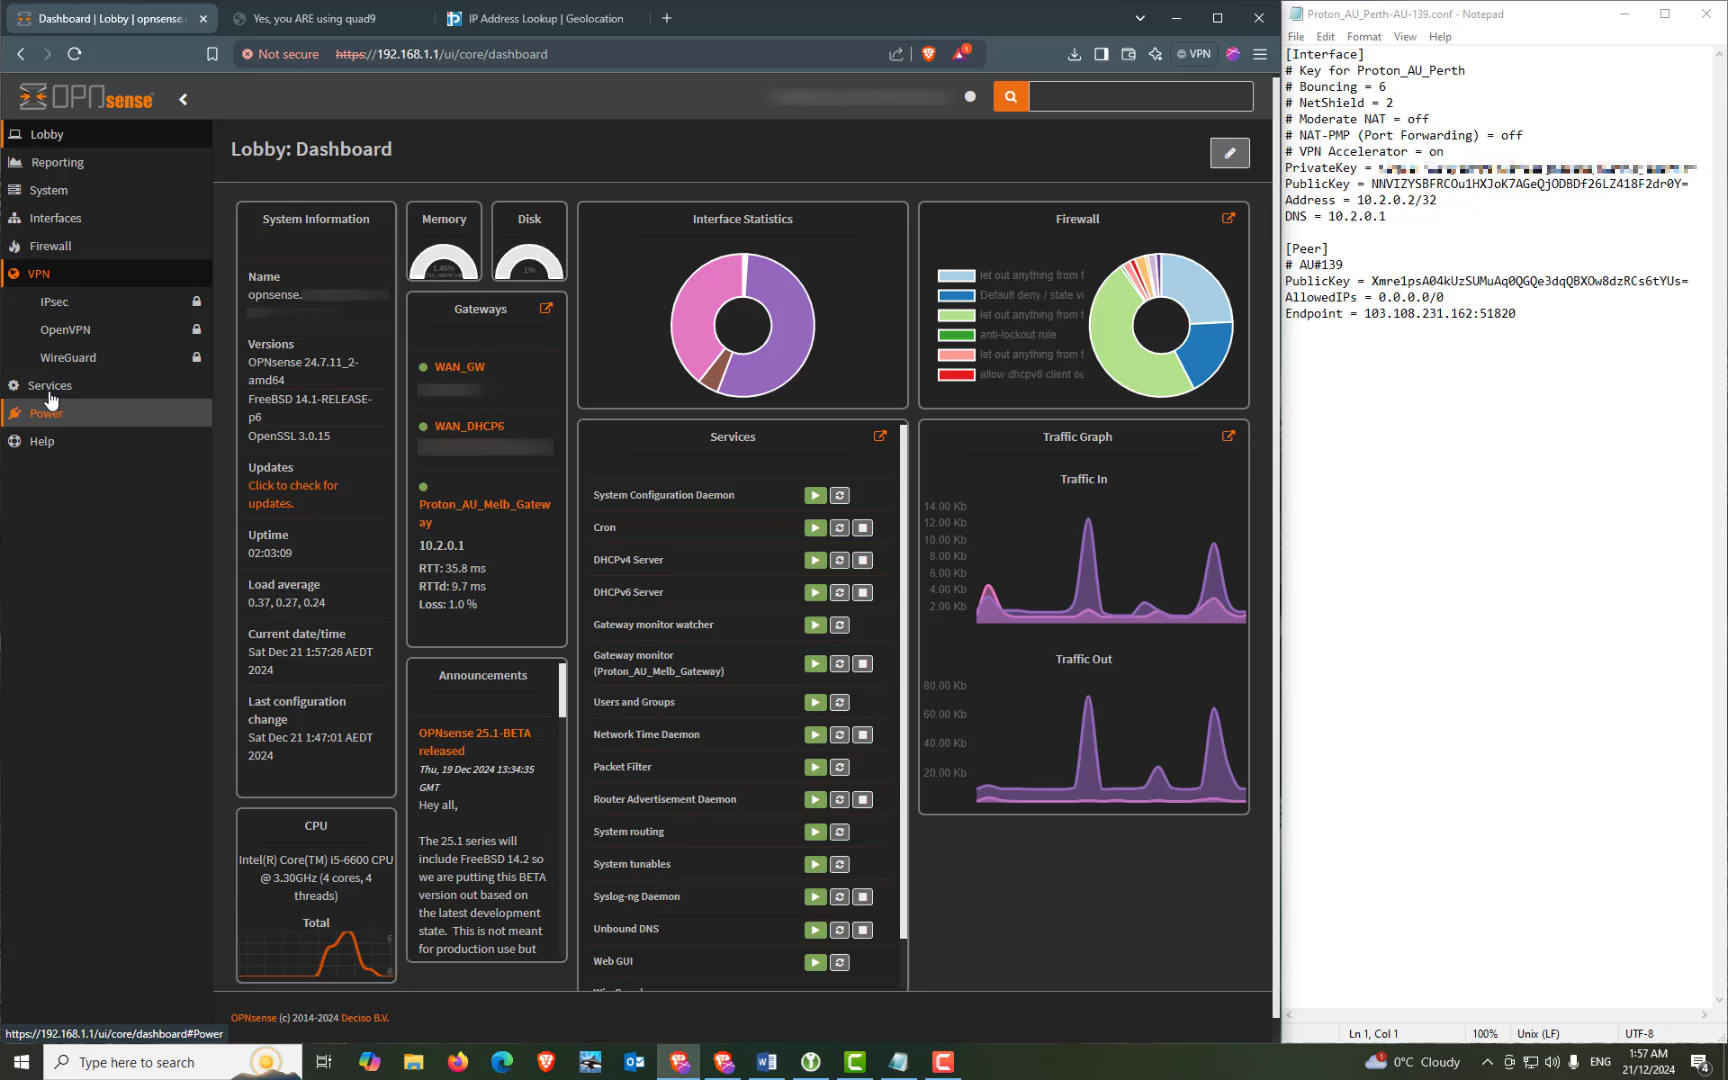 Dashboard | Lobby | opnsense.
Yes, you ARE using quad9
IP Address Lookup | Geolocation
Not secure
https://192.168.1.1/ui/core/dashboard
VPN
OPNsense
Lobby
Reporting
System
Interfaces
Firewall
VPN
IPsec
OpenVPN
WireGuard
Services
Power
Help
Lobby: Dashboard
System Information
Name
opnsense.
Versions
OPNsense 24.7.11_2-
amd64
FreeBSD 14.1-RELEASE-
p6
OpenSSL 3.0.15
Updates
Click to check for
updates.
Uptime
02:03:09
Load average
0.37, 0.27, 0.24
Current date/time
Sat Dec 21 1:57:26 AEDT
2024
Last configuration
change
Sat Dec 21 1:47:01 AEDT
2024
CPU
Intel(R) Core(TM) i5-6600 CPU
@ 3.30GHz (4 cores, 4
threads)
Total
Memory
1.49%
Disk
1%
Gateways
WAN_GW
WAN_DHCP6
Proton_AU_Melb_Gatew
ay
10.2.0.1
RTT: 35.8 ms
RTTd: 9.7 ms
Loss: 1.0 %
Announcements
OPNsense 25.1-BETA
released
Thu, 19 Dec 2024 13:34:35
GMT
Hey all,
The 25.1 series will
include FreeBSD 14.2 so
we are putting this BETA
version out based on
the latest development
state. This is not meant
for production use but
Interface Statistics
Services
System Configuration Daemon
Cron
DHCPv4 Server
DHCPv6 Server
Gateway monitor watcher
Gateway monitor
(Proton_AU_Melb_Gateway)
Users and Groups
Network Time Daemon
Packet Filter
Router Advertisement Daemon
System routing
System tunables
Syslog-ng Daemon
Unbound DNS
Web GUI
Firewall
let out anything from f
Default deny / state vi
let out anything from f
anti-lockout rule
let out anything from f
allow dhcpv6 client ou
Traffic Graph
Traffic In
14.00 Kb
12.00 Kb
10.00 Kb
8.00 Kb
6.00 Kb
4.00 Kb
2.00 Kb
Traffic Out
80.00 Kb
60.00 Kb
40.00 Kb
20.00 Kb
OPNsense (c) 2014-2024 Deciso B.V.
https://192.168.1.1/ui/core/dashboard#Power
Proton_AU_Perth-AU-139.conf - Notepad
File Edit Format View Help
[Interface]
# Key for Proton_AU_Perth
# Bouncing = 6
# NetShield = 2
# Moderate NAT = off
# NAT-PMP (Port Forwarding) = off
# VPN Accelerator = on
PrivateKey =
PublicKey = NNVIZYSBFRCOu1HXJoK7AGeQjODBDf26LZ418F2dr0Y=
Address = 10.2.0.2/32
DNS = 10.2.0.1
[Peer]
# AU#139
PublicKey = Xmre1psA04kUzSUMuAq0QGQe3dqQBXOw8dzRCs6tYUs=
AllowedIPs = 0.0.0.0/0
Endpoint = 103.108.231.162:51820
Ln 1, Col 1
100%
Unix (LF)
UTF-8
Type here to search
0°C Cloudy
ENG
1:57 AM
21/12/2024
4